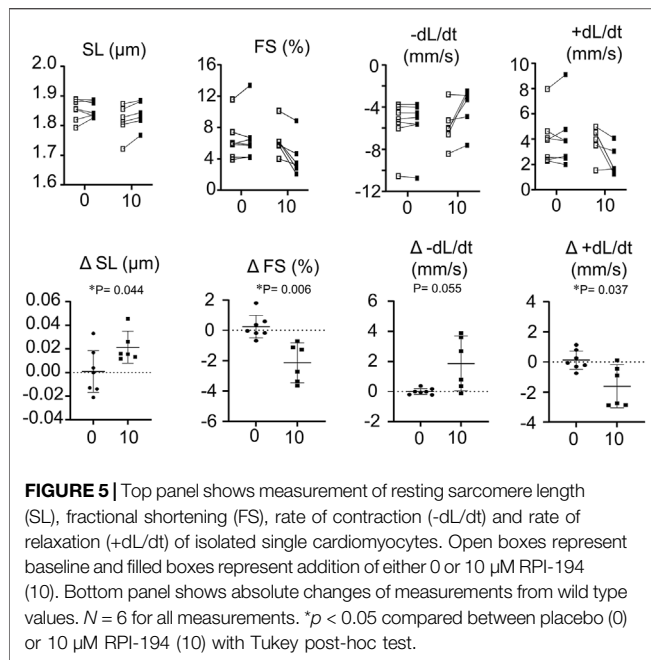 SL (µm)
FS (%)
-dL/dt
(mm/s)
+dL/dt
(mm/s)
2.0
1.9
1.8
1.7
1.6
0 10
16
12
8
4
0 10
0
-4
-8
-12
0 10
10
8
6
4
2
0
0 10
Δ SL (µm)
*P= 0.044
Δ FS (%)
*P= 0.006
Δ -dL/dt
(mm/s)
P= 0.055
Δ +dL/dt
(mm/s)
*P= 0.037
0.06
0.04
0.02
0.00
-0.02
-0.04
0 10
2
0
-2
-4
-6
0 10
6
4
2
0
-2
0 10
2
0
-2
-4
0 10
FIGURE 5 | Top panel shows measurement of resting sarcomere length
(SL), fractional shortening (FS), rate of contraction (-dL/dt) and rate of
relaxation (+dL/dt) of isolated single cardiomyocytes. Open boxes represent
baseline and filled boxes represent addition of either 0 or 10 µM RPI-194
(10). Bottom panel shows absolute changes of measurements from wild type
values. N = 6 for all measurements. *p < 0.05 compared between placebo (0)
or 10 µM RPI-194 (10) with Tukey post-hoc test.